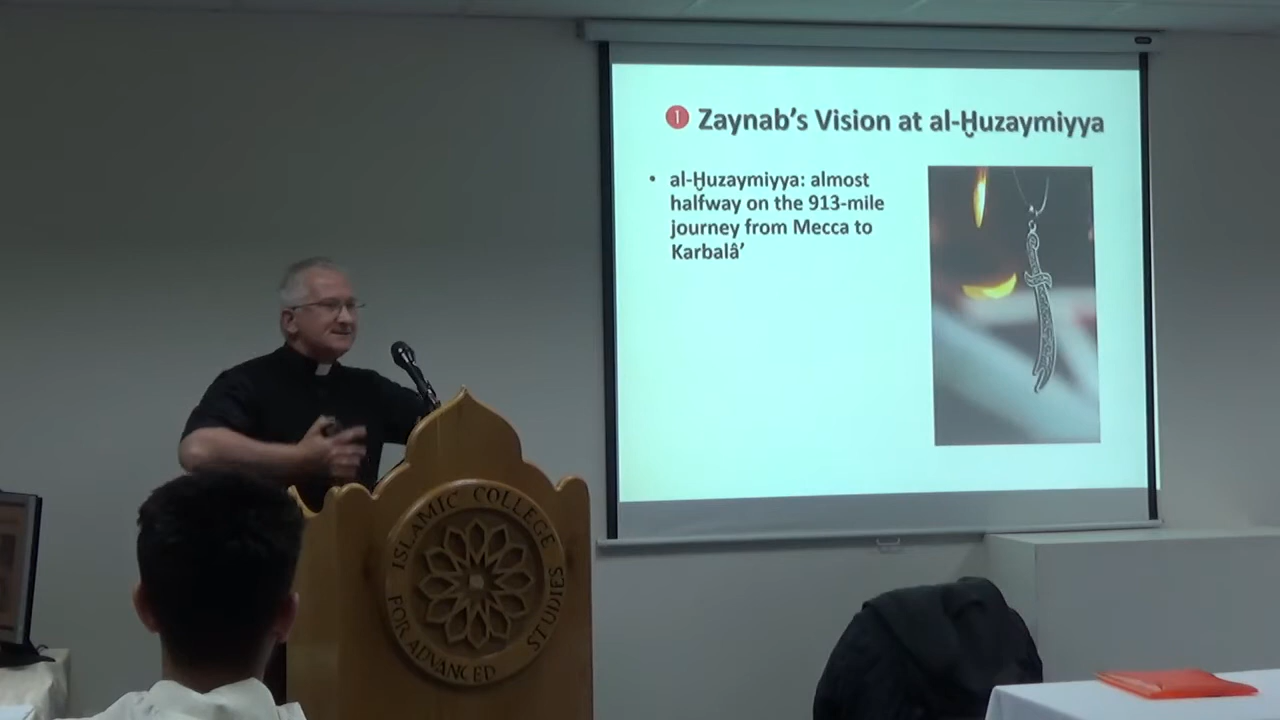 ❶ Zaynab's Vision at al-Ḫuzaymiyya
• al-Ḫuzaymiyya: almost
halfway on the 913-mile
journey from Mecca to
Karbalâ'
ISLAMIC COLLEGE
FOR ADVANCED
STUDIES